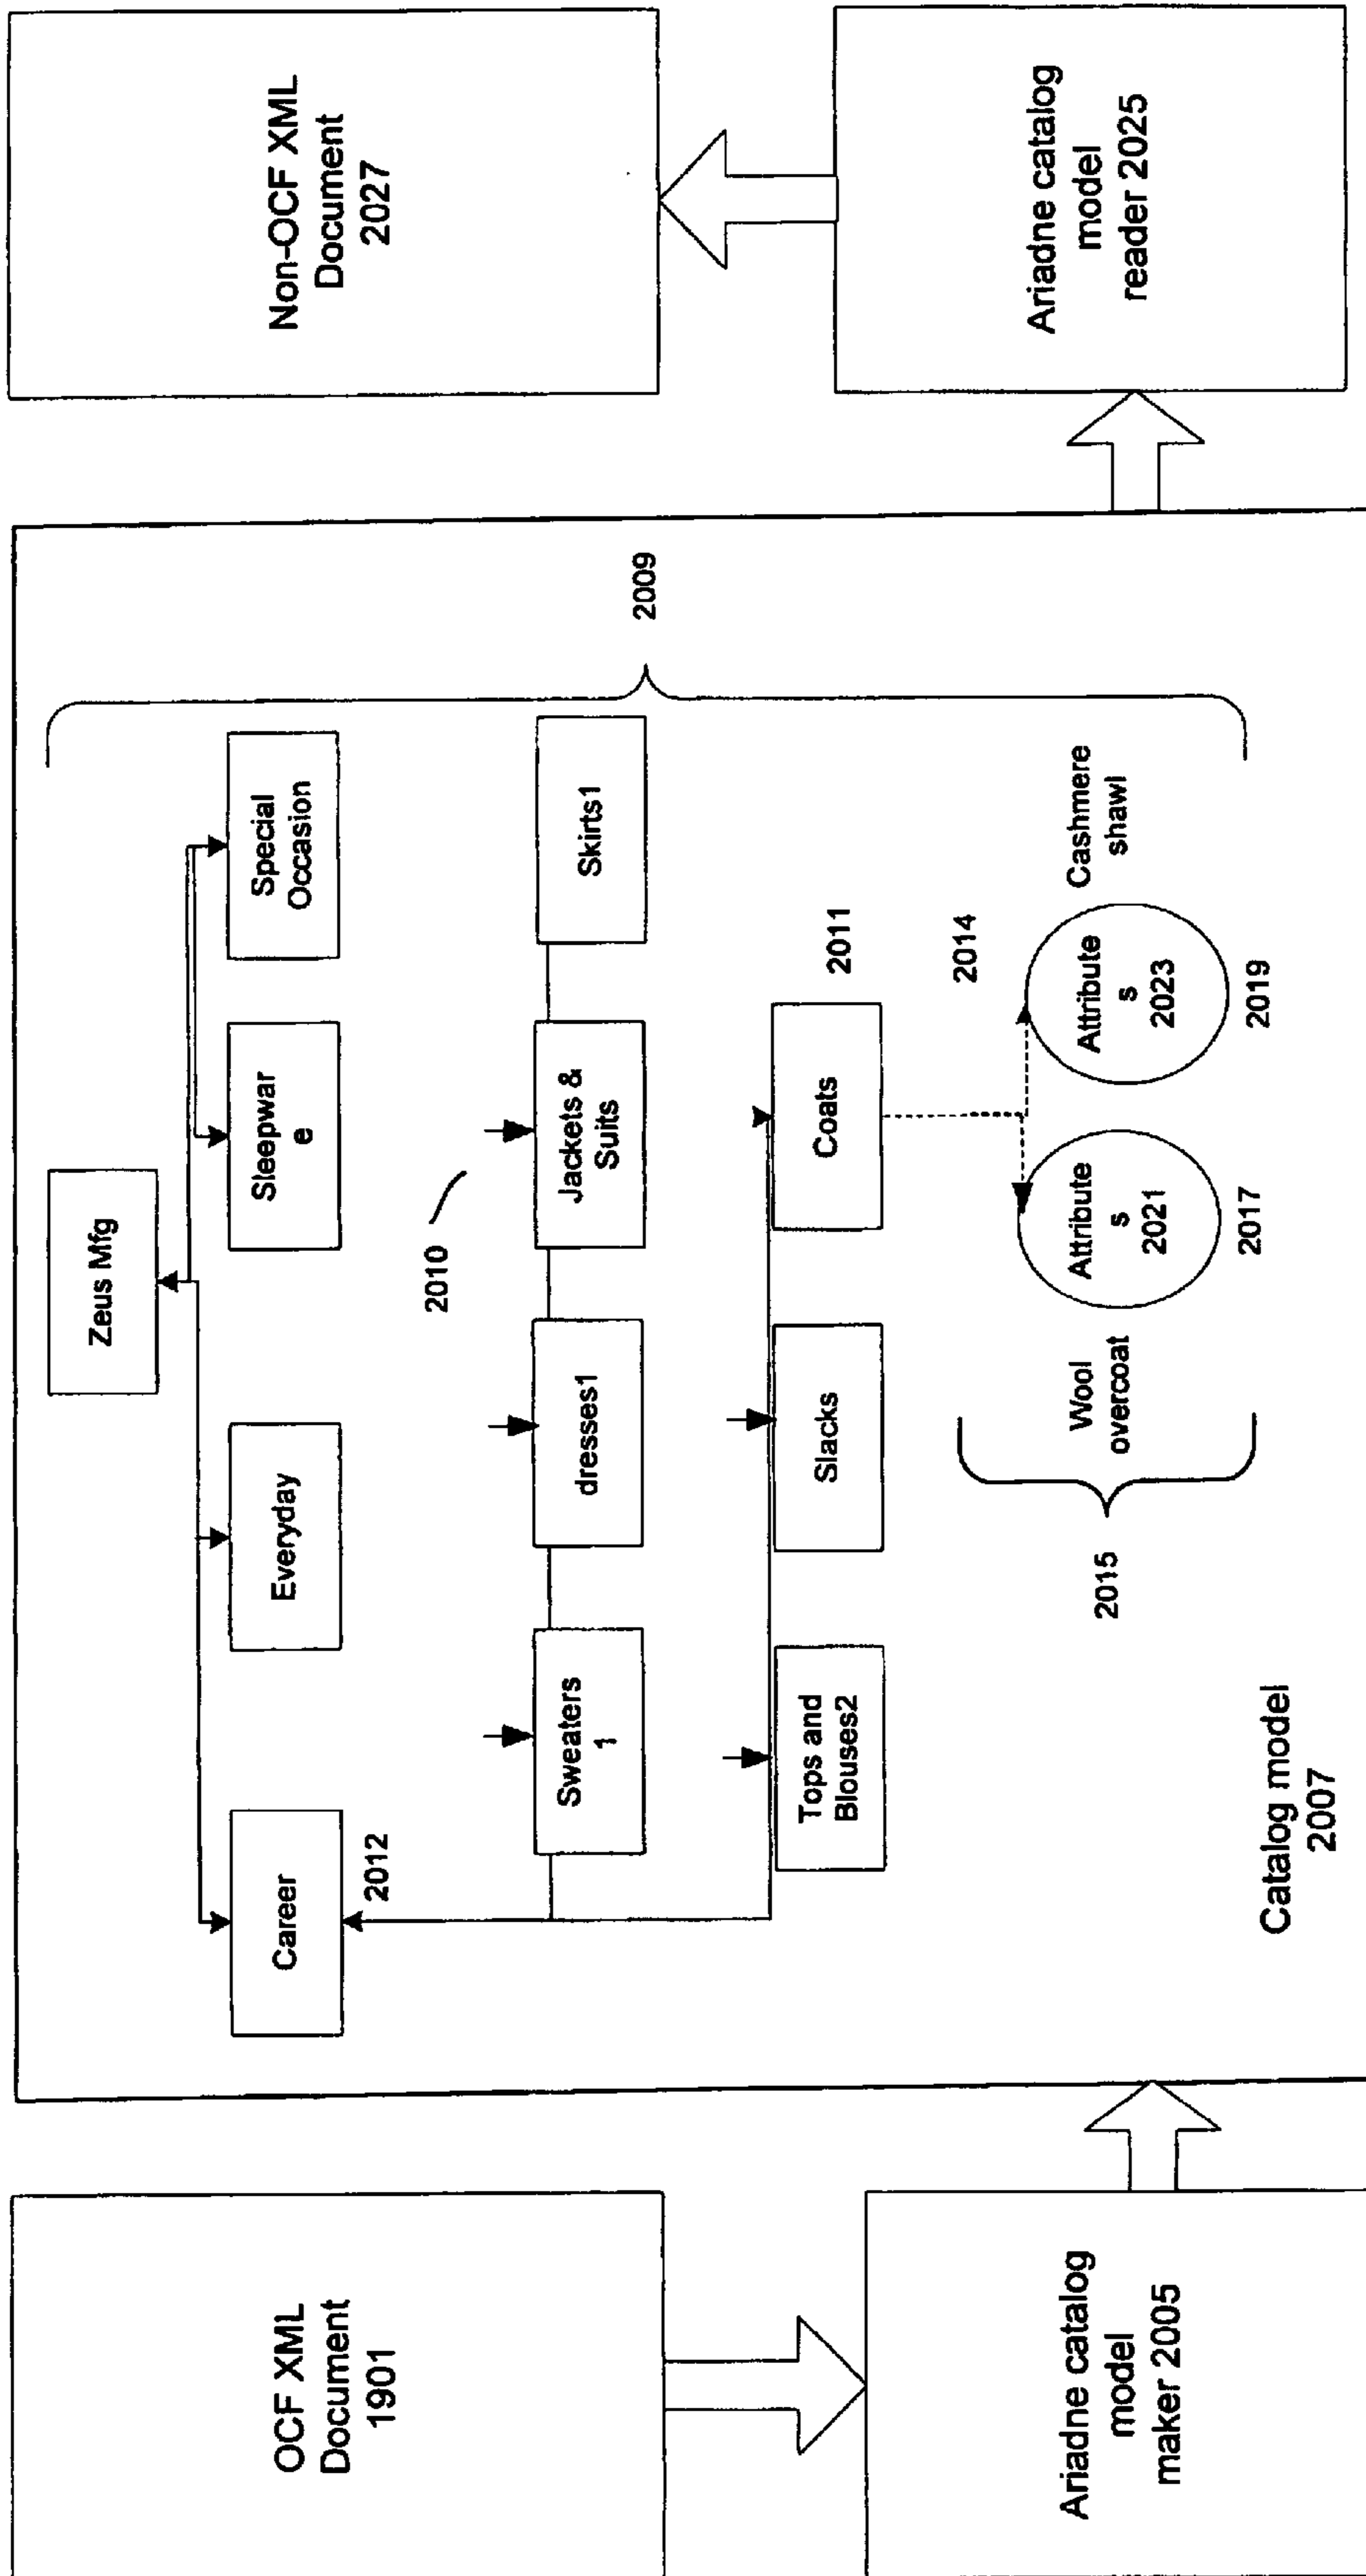 OCF XML
Document
1901
Ariadne catalog
model
maker 2005
Zeus Mfg
Career
Everyday
Sleepwar
e
Special
Occasion
2012
2010
2009
Sweaters
1
dresses1
Jackets &
Suits
Skirts1
Tops and
Blouses2
Slacks
Coats
2011
2014
2015
Wool
overcoat
Attribute
s
2021
2017
Attribute
s
2023
2019
Cashmere
shawl
Catalog model
2007
Non-OCF XML
Document
2027
Ariadne catalog
model
reader 2025